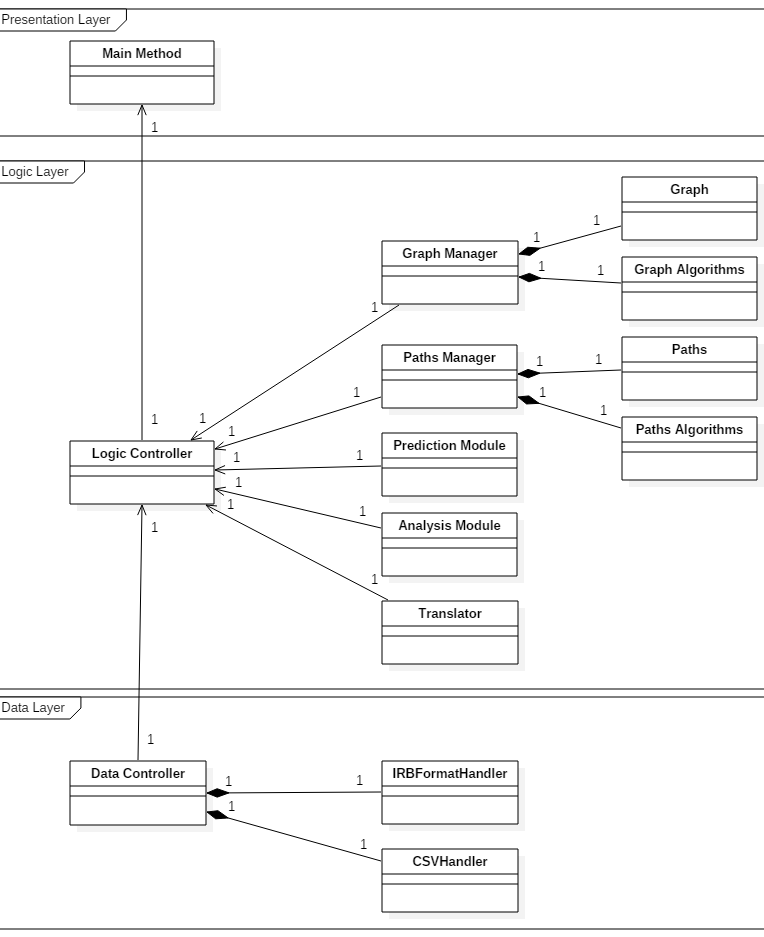 Presentation Layer
Main Method
1
Logic Layer
Graph
1
1
Graph Manager
1
1
Graph Algorithms
1
Paths
Paths Manager
1
1
1
1
1
Paths Algorithms
1
1
1
Logic Controller
Prediction Module
1
1
1
1
Analysis Module
1
1
1
Translator
Data Layer
1
Data Controller
1
1
IRBFormatHandler
1
1
CSVHandler